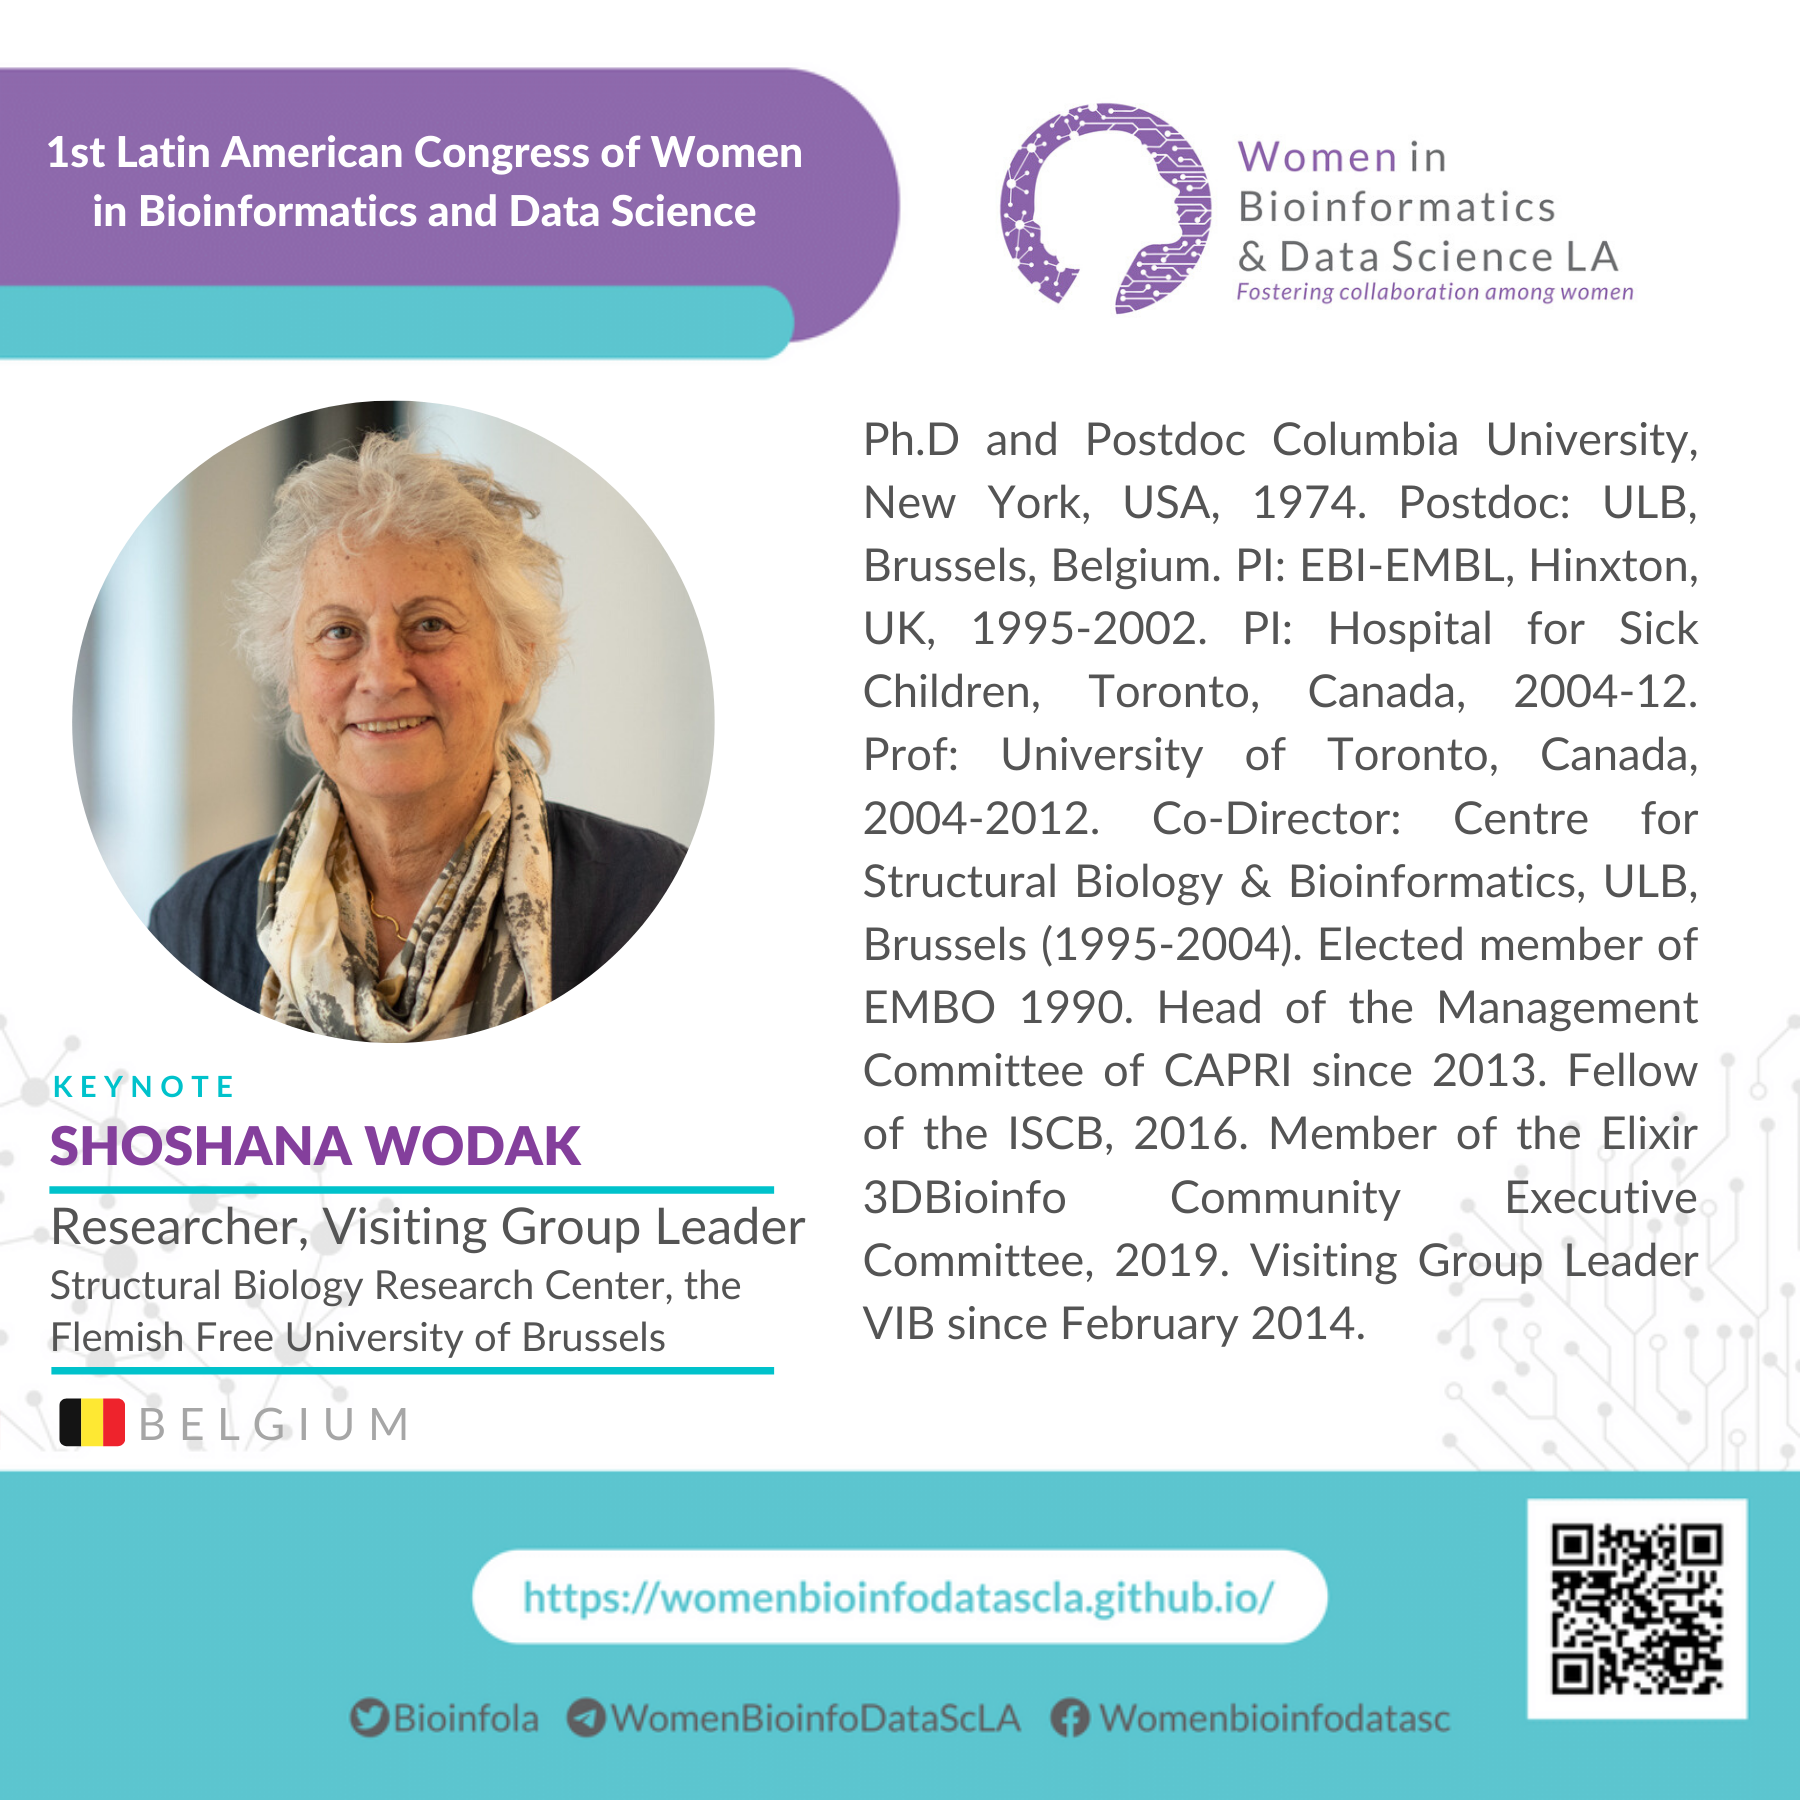 1st Latin American Congress of Women
in Bioinformatics and Data Science
Women in
Bioinformatics
& Data Science LA
Fostering collaboration among women
KEYNOTE
SHOSHANA WODAK
Researcher, Visiting Group Leader
Structural Biology Research Center, the
Flemish Free University of Brussels
BELGIUM
Ph.D and Postdoc Columbia University,
New York, USA, 1974. Postdoc: ULB,
Brussels, Belgium. PI: EBI-EMBL, Hinxton,
UK, 1995-2002. PI: Hospital for Sick
Children, Toronto, Canada, 2004-12.
Prof: University of Toronto, Canada,
2004-2012. Co-Director: Centre for
Structural Biology & Bioinformatics, ULB,
Brussels (1995-2004). Elected member of
EMBO 1990. Head of the Management
Committee of CAPRI since 2013. Fellow
of the ISCB, 2016. Member of the Elixir
3DBioinfo Community Executive
Committee, 2019. Visiting Group Leader
VIB since February 2014.
https://womenbioinfodatascla.github.io/
Bioinfola WomenBioinfoDataScLA Womenbioinfodatasc